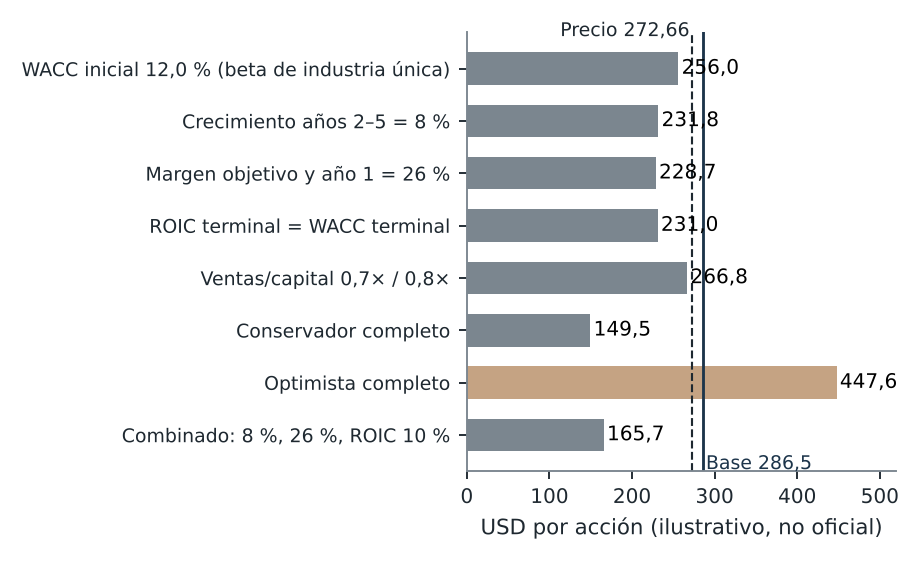 Precio 272,66
WACC inicial 12,0 % (beta de industria única) 256,0
Crecimiento años 2–5 = 8 % 231,8
Margen objetivo y año 1 = 26 % 228,7
ROIC terminal = WACC terminal 231,0
Ventas/capital 0,7× / 0,8× 266,8
Conservador completo 149,5
Optimista completo 447,6
Combinado: 8 %, 26 %, ROIC 10 % 165,7
Base 286,5
0 100 200 300 400 500
USD por acción (ilustrativo, no oficial)